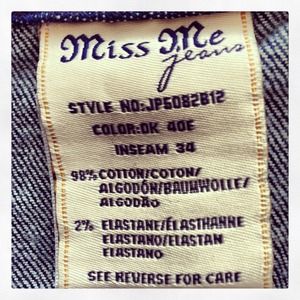 Miss Me
jeans
STYLE NO:JP5082B12
COLOR:DK 40E
INSEAM 34
98% COTTON/COTON/
ALGODÓN/BAUMWOLLE/
ALGODÃO
2% ELASTANE/ÉLASTHANNE
ELASTANO/ELASTAN
ELASTANO
SEE REVERSE FOR CARE